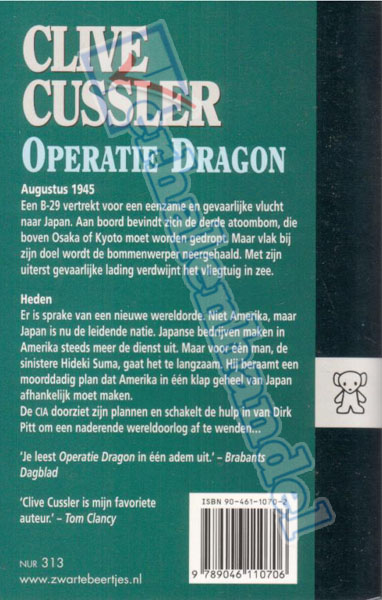 CLIVE
CUSSLER
OPERATIE DRAGON
Augustus 1945
Een B-29 vertrekt voor een eenzame en gevaarlijke vlucht
naar Japan. Aan boord bevindt zich de derde atoombom, die
boven Osaka of Kyoto moet worden gedropt. Maar vlak bij
zijn doel wordt de bommenwerper neergehaald. Met zijn
uiterst gevaarlijke lading verdwijnt het vliegtuig in zee.
Heden
Er is sprake van een nieuwe wereldorde. Niet Amerika, maar
Japan is nu de leidende natie. Japanse bedrijven maken in
Amerika steeds meer de dienst uit. Maar voor één man, de
sinistere Hideki Suma, gaat het te langzaam. Hij beraamt een
moorddadig plan dat Amerika in één klap geheel van Japan
afhankelijk moet maken.
De CIA doorziet zijn plannen en schakelt de hulp in van Dirk
Pitt om een naderende wereldoorlog af te wenden...
'Je leest Operatie Dragon in één adem uit.' – Brabants
Dagblad
'Clive Cussler is mijn favoriete
auteur.' – Tom Clancy
ISBN 90-461-1070-2
9 789046 110706
NUR 313
www.zwartebeertjes.nl